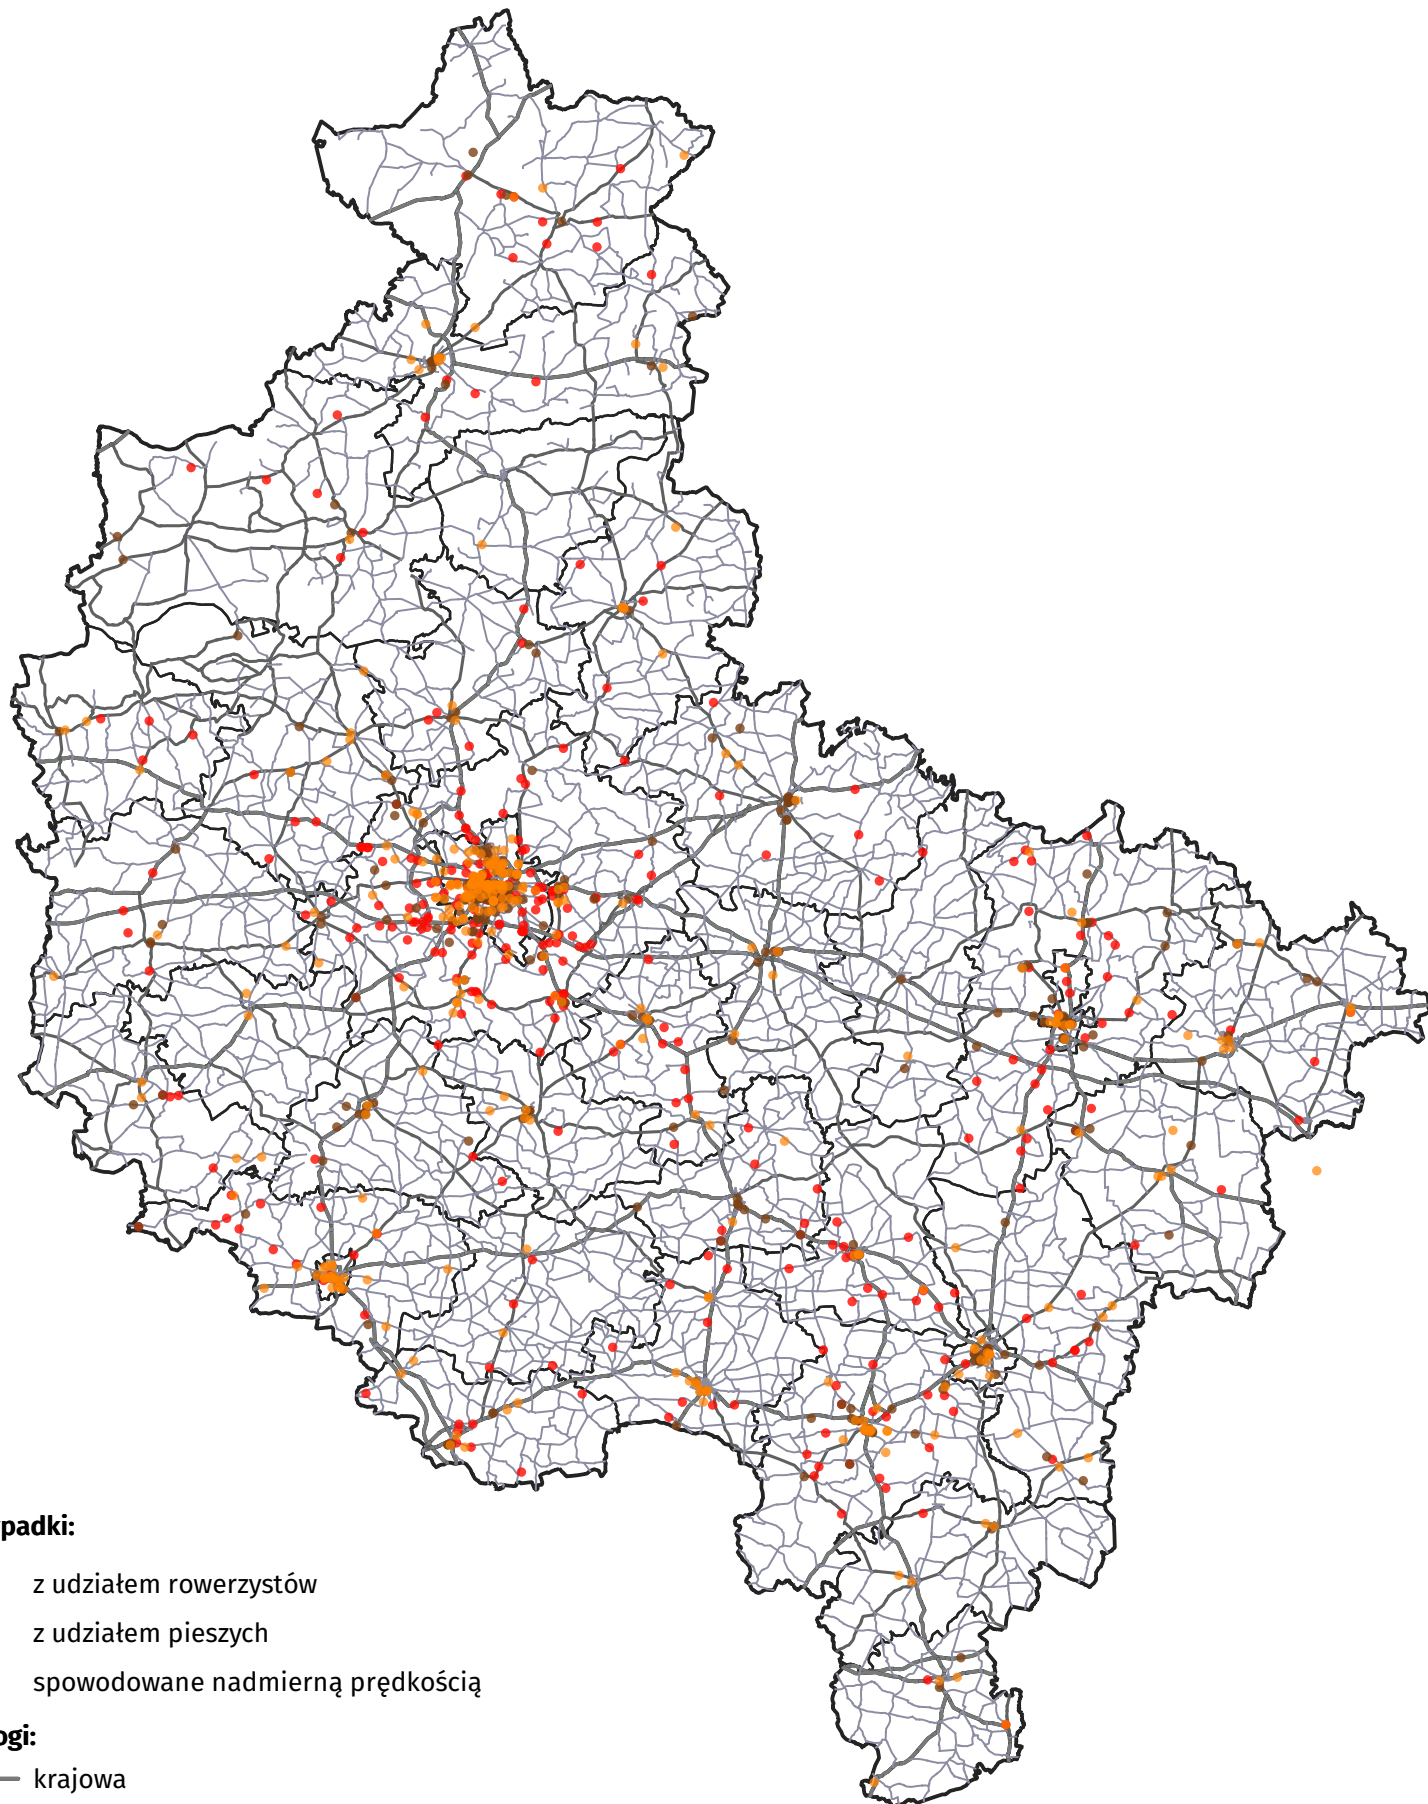 padki:
z udziałem rowerzystów
z udziałem pieszych
spowodowane nadmierną prędkością
ogi:
krajowa